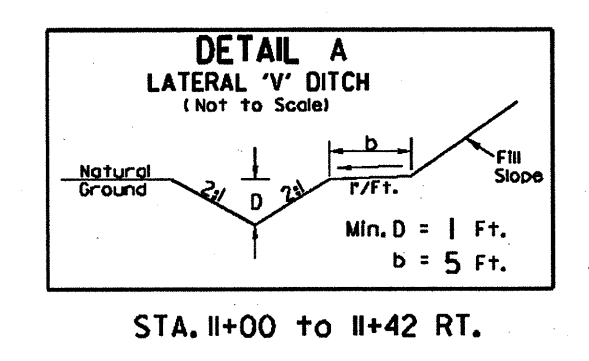 DETAIL A
LATERAL 'V' DITCH
(Not to Scale)
b
Natural
Ground
2:1
D
2:1
1"/Ft.
Fill
Slope
Min. D = 1 Ft.
b = 5 Ft.
STA. 11+00 to 11+42 RT.